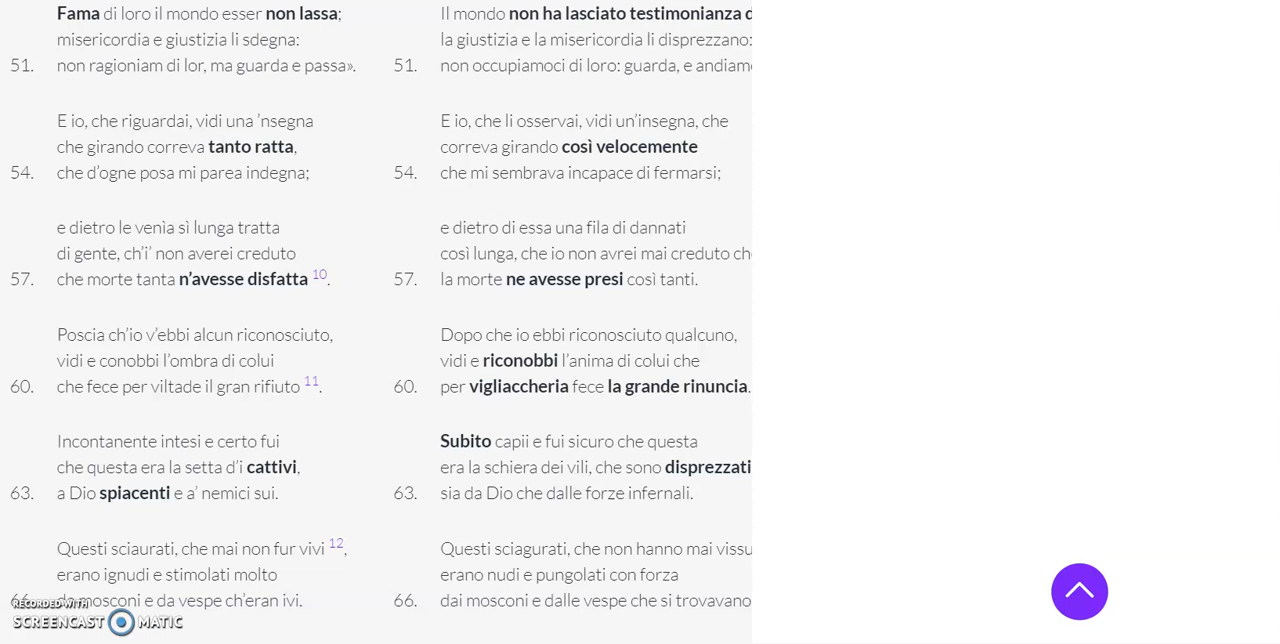 Fama di loro il mondo esser non lassa;
misericordia e giustizia li sdegna:
51. non ragioniam di lor, ma guarda e passa».
E io, che riguardai, vidi una ’nsegna
che girando correva tanto ratta,
54. che d’ogne posa mi parea indegna;
e dietro le venìa sì lunga tratta
di gente, ch’i’ non averei creduto
57. che morte tanta n’avesse disfatta 10.
Poscia ch’io v’ebbi alcun riconosciuto,
vidi e conobbi l’ombra di colui
60. che fece per viltade il gran rifiuto 11.
Incontanente intesi e certo fui
che questa era la setta d’i cattivi,
63. a Dio spiacenti e a’ nemici sui.
Questi sciaurati, che mai non fur vivi 12,
erano ignudi e stimolati molto
66. da mosconi e da vespe ch’eran ivi.
Il mondo non ha lasciato testimonianza d
la giustizia e la misericordia li disprezzano:
51. non occupiamoci di loro: guarda, e andiamo
E io, che li osservai, vidi un’insegna, che
correva girando così velocemente
54. che mi sembrava incapace di fermarsi;
e dietro di essa una fila di dannati
così lunga, che io non avrei mai creduto ch
57. la morte ne avesse presi così tanti.
Dopo che io ebbi riconosciuto qualcuno,
vidi e riconobbi l’anima di colui che
60. per vigliaccheria fece la grande rinuncia.
Subito capii e fui sicuro che questa
era la schiera dei vili, che sono disprezzati
63. sia da Dio che dalle forze infernali.
Questi sciagurati, che non hanno mai vissu
erano nudi e pungolati con forza
66. dai mosconi e dalle vespe che si trovavano
RECORDED WITH
SCREENCAST MATIC